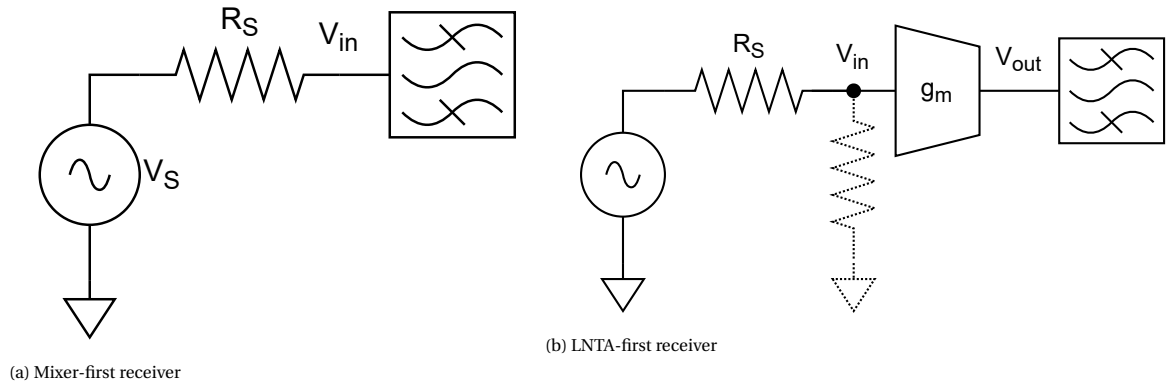 R_S
V_in
V_S
(a) Mixer-first receiver
R_S
V_in
g_m
V_out
(b) LNTA-first receiver